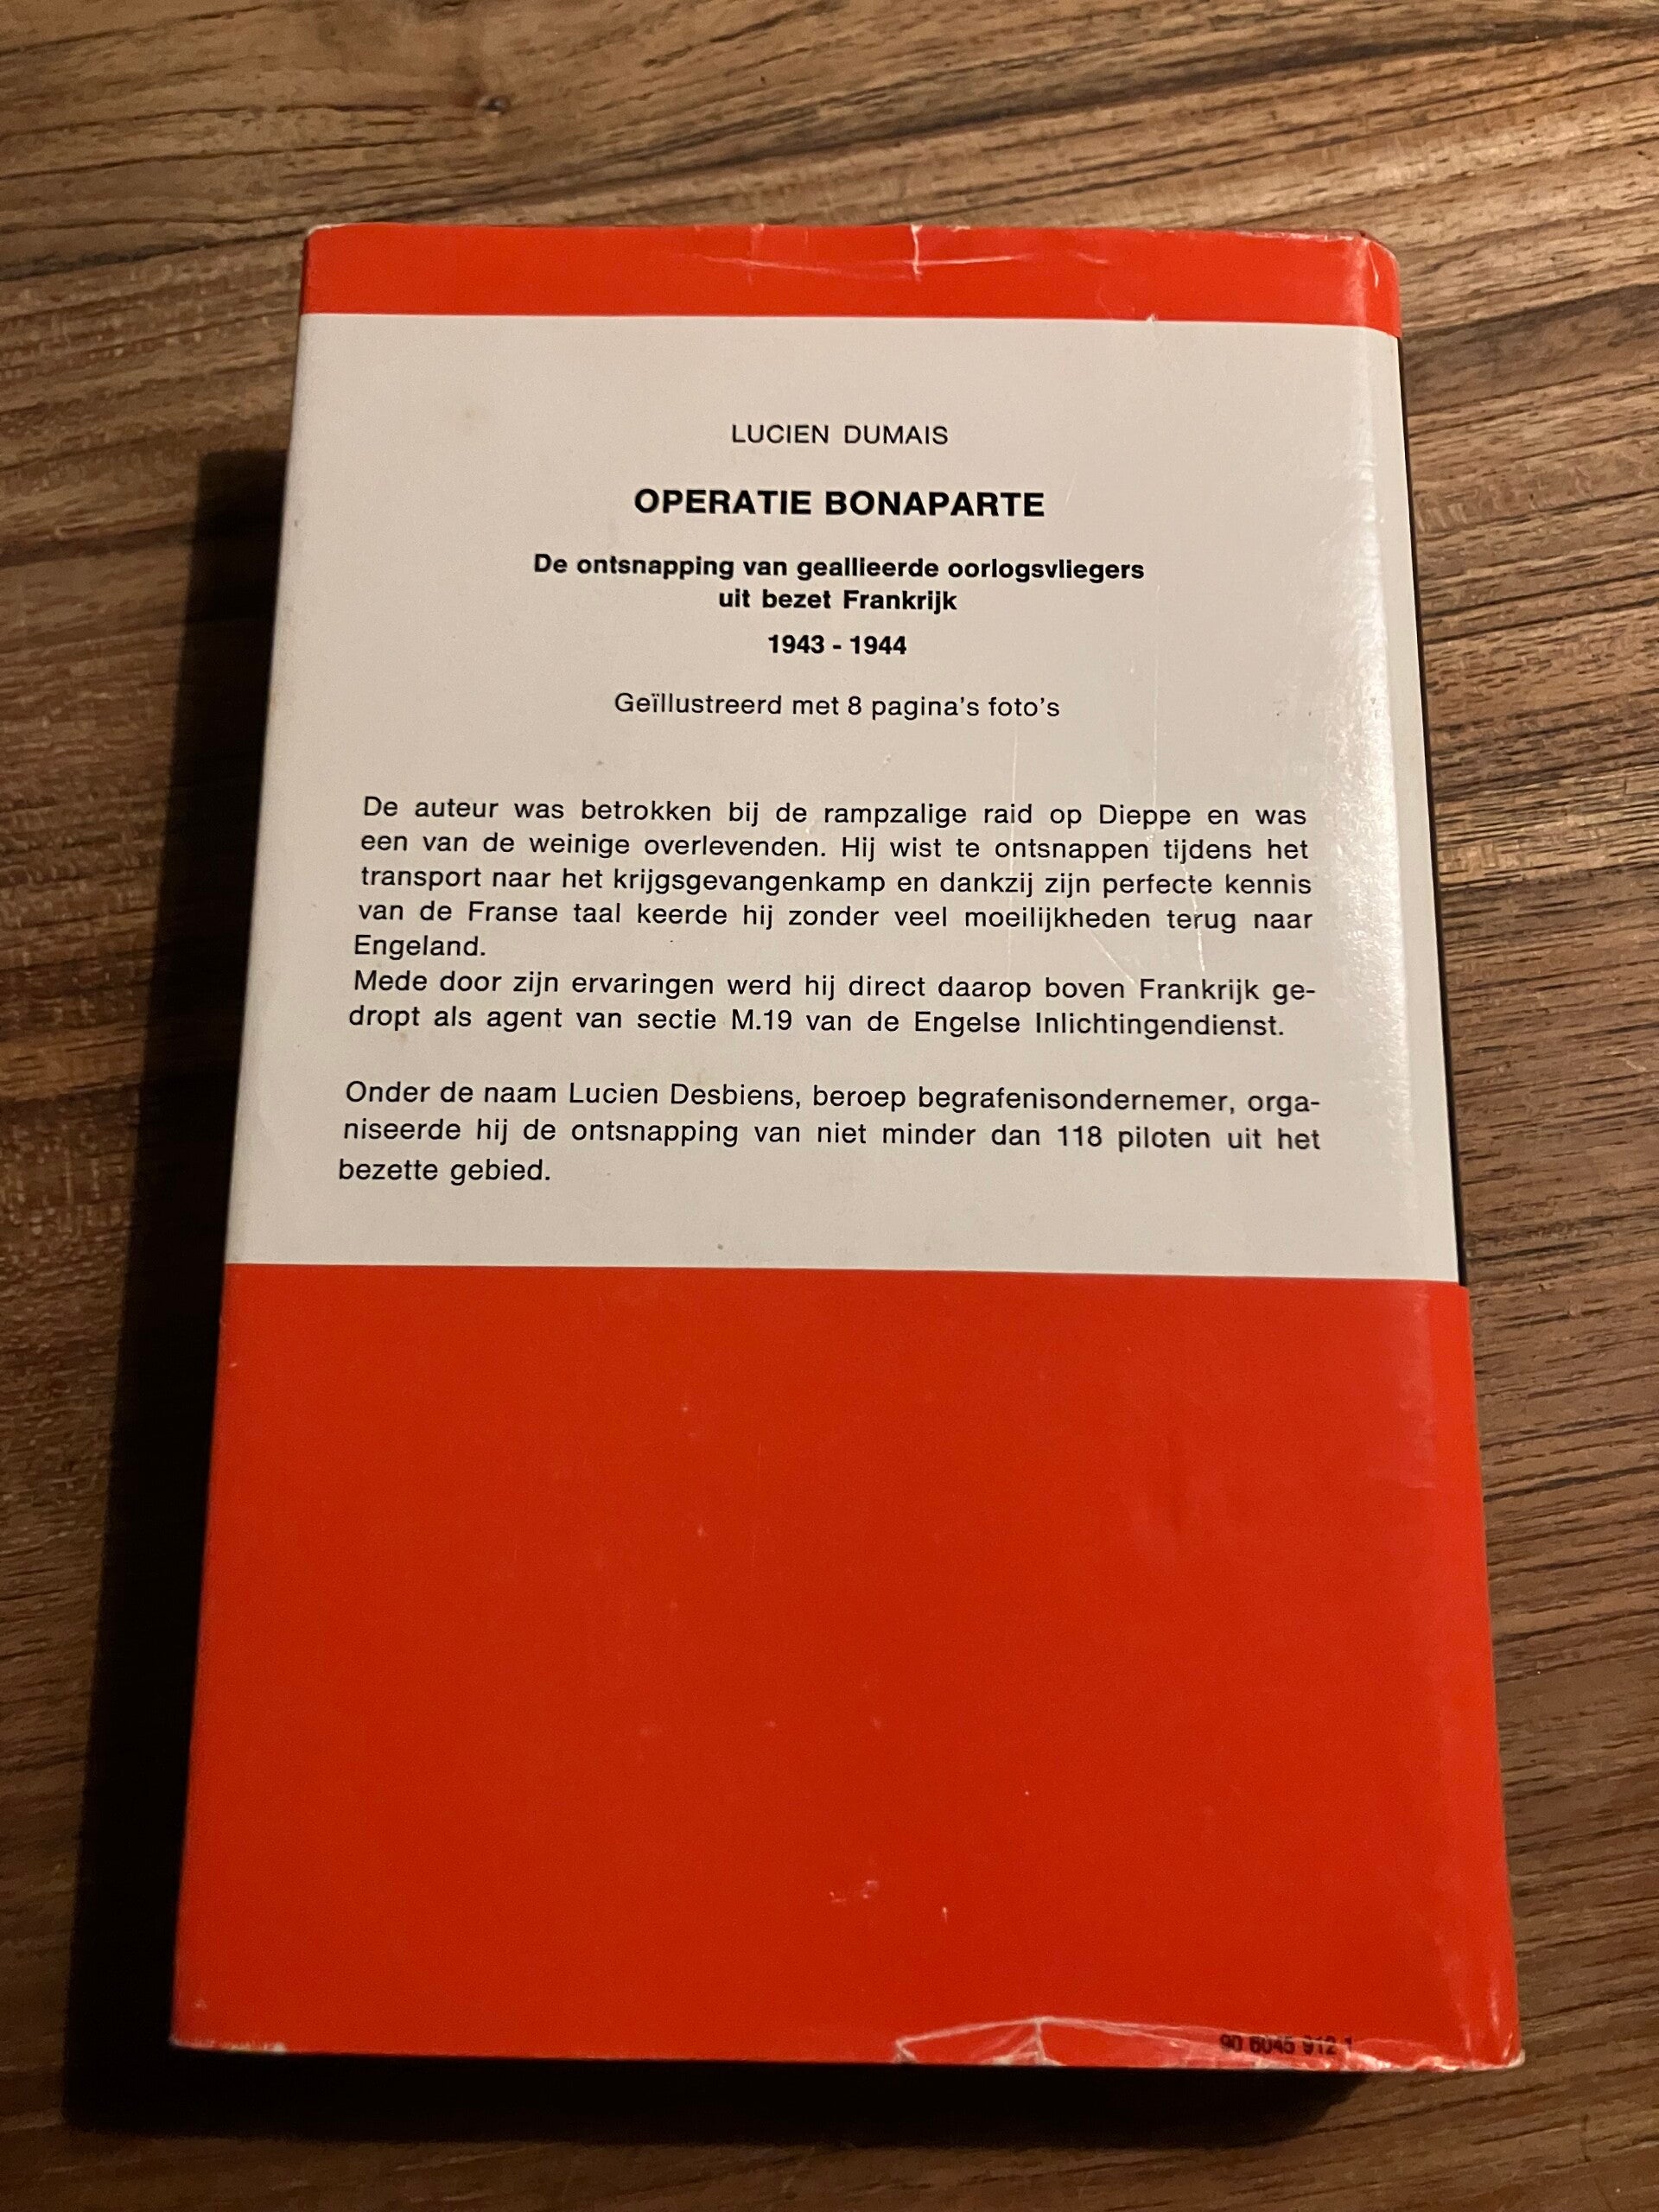 LUCIEN DUMAIS
OPERATIE BONAPARTE
De ontsnapping van geallieerde oorlogsvliegers
uit bezet Frankrijk
1943 - 1944
Geïllustreerd met 8 pagina's foto's
De auteur was betrokken bij de rampzalige raid op Dieppe en was
een van de weinige overlevenden. Hij wist te ontsnappen tijdens het
transport naar het krijgsgevangenkamp en dankzij zijn perfecte kennis
van de Franse taal keerde hij zonder veel moeilijkheden terug naar
Engeland.
Mede door zijn ervaringen werd hij direct daarop boven Frankrijk ge-
dropt als agent van sectie M.19 van de Engelse Inlichtingendienst.
Onder de naam Lucien Desbiens, beroep begrafenisondernemer, orga-
niseerde hij de ontsnapping van niet minder dan 118 piloten uit het
bezette gebied.
90 6045 912 1